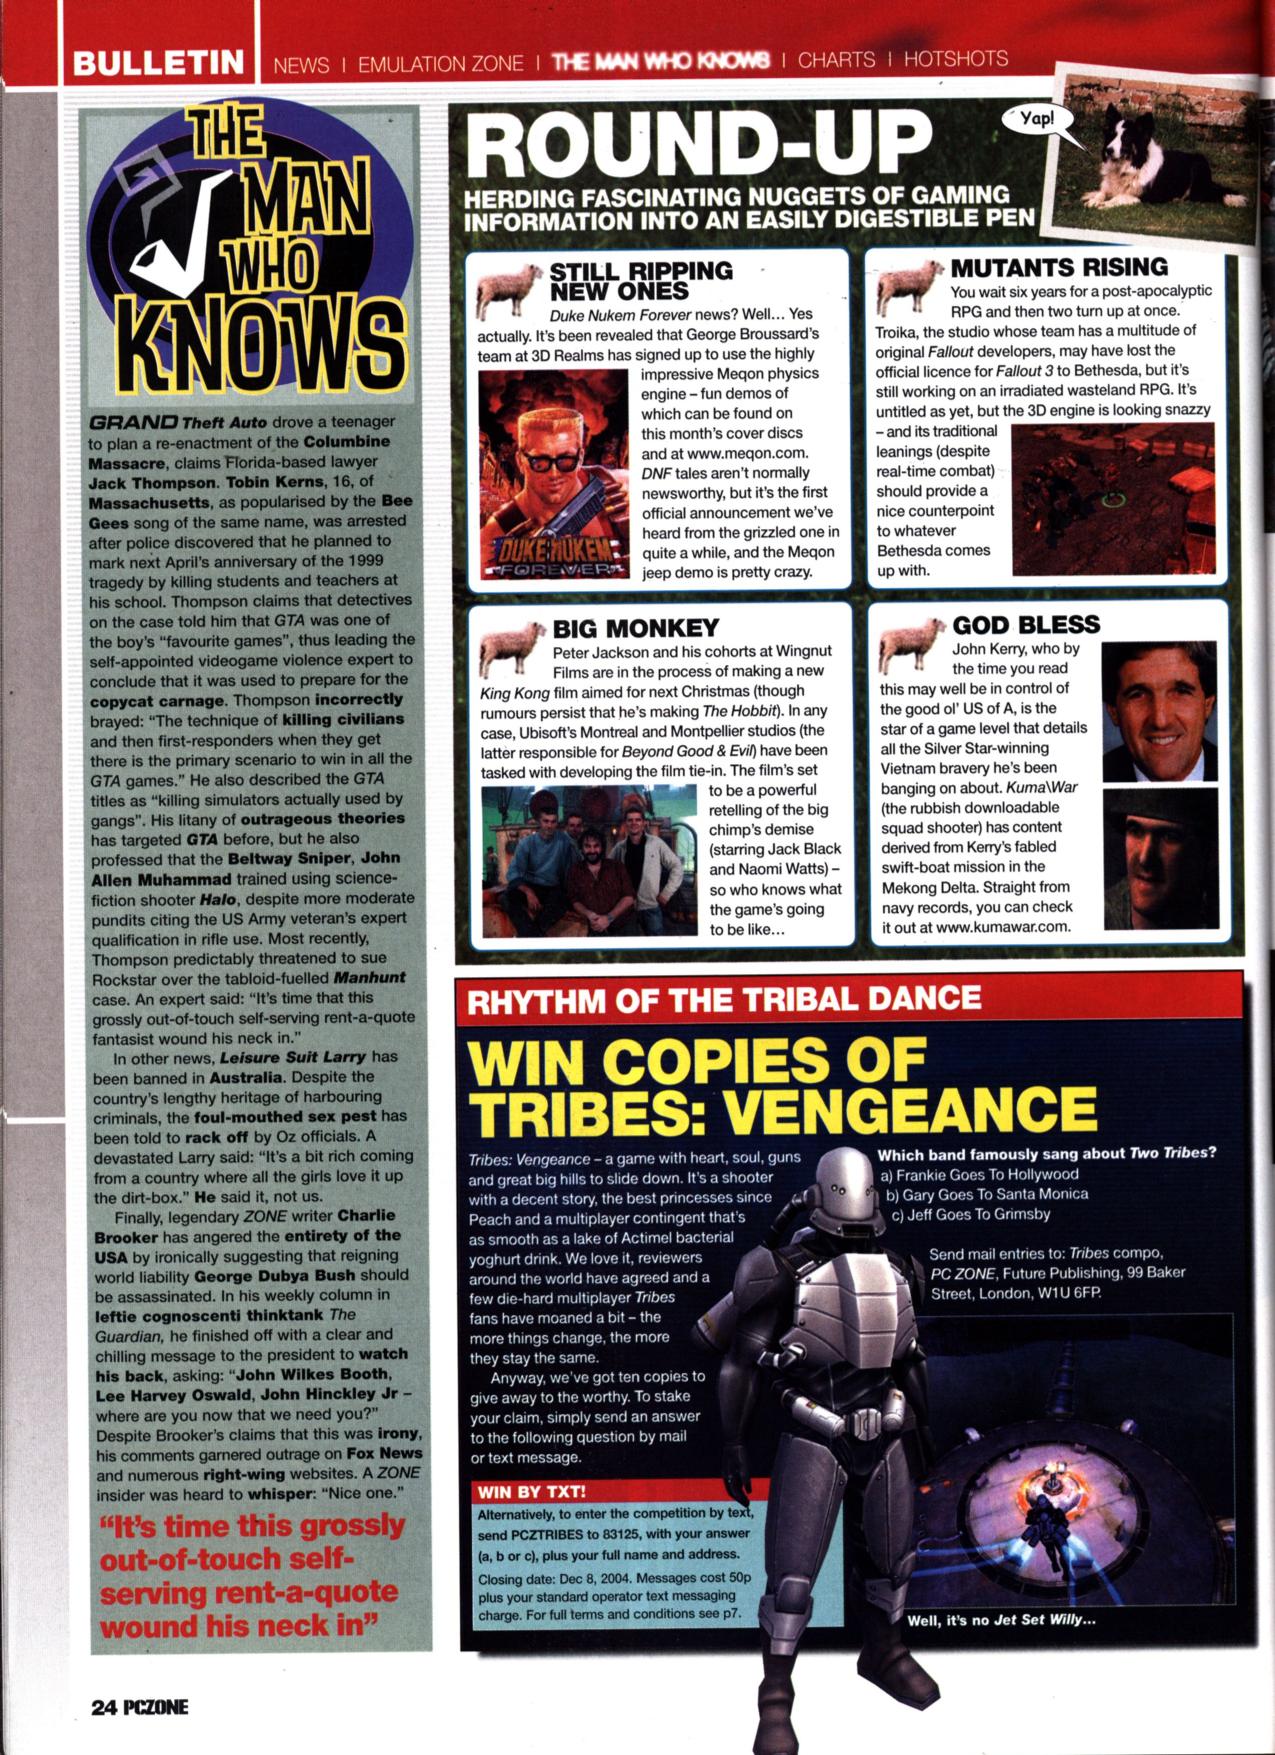 BULLETIN
NEWS | EMULATION ZONE | THE MAN WHO KNOWS | CHARTS | HOTSHOTS
THE
MAN
WHO
KNOWS
GRAND Theft Auto drove a teenager
to plan a re-enactment of the Columbine
Massacre, claims Florida-based lawyer
Jack Thompson. Tobin Kerns, 16, of
Massachusetts, as popularised by the Bee
Gees song of the same name, was arrested
after police discovered that he planned to
mark next April's anniversary of the 1999
tragedy by killing students and teachers at
his school. Thompson claims that detectives
on the case told him that GTA was one of
the boy's "favourite games", thus leading the
self-appointed videogame violence expert to
conclude that it was used to prepare for the
copycat carnage. Thompson incorrectly
brayed: "The technique of killing civilians
and then first-responders when they get
there is the primary scenario to win in all the
GTA games." He also described the GTA
titles as "killing simulators actually used by
gangs". His litany of outrageous theories
has targeted GTA before, but he also
professed that the Beltway Sniper, John
Allen Muhammad trained using science-
fiction shooter Halo, despite more moderate
pundits citing the US Army veteran's expert
qualification in rifle use. Most recently,
Thompson predictably threatened to sue
Rockstar over the tabloid-fuelled Manhunt
case. An expert said: "It's time that this
grossly out-of-touch self-serving rent-a-quote
fantasist wound his neck in."
In other news, Leisure Suit Larry has
been banned in Australia. Despite the
country's lengthy heritage of harbouring
criminals, the foul-mouthed sex pest has
been told to rack off by Oz officials. A
devastated Larry said: "It's a bit rich coming
from a country where all the girls love it up
the dirt-box." He said it, not us.
Finally, legendary ZONE writer Charlie
Brooker has angered the entirety of the
USA by ironically suggesting that reigning
world liability George Dubya Bush should
be assassinated. In his weekly column in
leftie cognoscenti thinktank The
Guardian, he finished off with a clear and
chilling message to the president to watch
his back, asking: "John Wilkes Booth,
Lee Harvey Oswald, John Hinckley Jr –
where are you now that we need you?"
Despite Brooker's claims that this was irony,
his comments garnered outrage on Fox News
and numerous right-wing websites. A ZONE
insider was heard to whisper: "Nice one."
"It's time this grossly
out-of-touch self-
serving rent-a-quote
wound his neck in"
ROUND-UP
Yap!
HERDING FASCINATING NUGGETS OF GAMING
INFORMATION INTO AN EASILY DIGESTIBLE PEN
STILL RIPPING
NEW ONES
Duke Nukem Forever news? Well... Yes
actually. It's been revealed that George Broussard's
team at 3D Realms has signed up to use the highly
impressive Meqon physics
engine – fun demos of
which can be found on
this month's cover discs
and at www.meqon.com.
DNF tales aren't normally
newsworthy, but it's the first
official announcement we've
heard from the grizzled one in
quite a while, and the Meqon
jeep demo is pretty crazy.
DUKE NUKEM
FOREVER
MUTANTS RISING
You wait six years for a post-apocalyptic
RPG and then two turn up at once.
Troika, the studio whose team has a multitude of
original Fallout developers, may have lost the
official licence for Fallout 3 to Bethesda, but it's
still working on an irradiated wasteland RPG. It's
untitled as yet, but the 3D engine is looking snazzy
– and its traditional
leanings (despite
real-time combat)
should provide a
nice counterpoint
to whatever
Bethesda comes
up with.
BIG MONKEY
Peter Jackson and his cohorts at Wingnut
Films are in the process of making a new
King Kong film aimed for next Christmas (though
rumours persist that he's making The Hobbit). In any
case, Ubisoft's Montreal and Montpellier studios (the
latter responsible for Beyond Good & Evil) have been
tasked with developing the film tie-in. The film's set
to be a powerful
retelling of the big
chimp's demise
(starring Jack Black
and Naomi Watts) –
so who knows what
the game's going
to be like...
GOD BLESS
John Kerry, who by
the time you read
this may well be in control of
the good ol' US of A, is the
star of a game level that details
all the Silver Star-winning
Vietnam bravery he's been
banging on about. Kuma\War
(the rubbish downloadable
squad shooter) has content
derived from Kerry's fabled
swift-boat mission in the
Mekong Delta. Straight from
navy records, you can check
it out at www.kumawar.com.
RHYTHM OF THE TRIBAL DANCE
WIN COPIES OF
TRIBES: VENGEANCE
Tribes: Vengeance – a game with heart, soul, guns
and great big hills to slide down. It's a shooter
with a decent story, the best princesses since
Peach and a multiplayer contingent that's
as smooth as a lake of Actimel bacterial
yoghurt drink. We love it, reviewers
around the world have agreed and a
few die-hard multiplayer Tribes
fans have moaned a bit – the
more things change, the more
they stay the same.
Anyway, we've got ten copies to
give away to the worthy. To stake
your claim, simply send an answer
to the following question by mail
or text message.
WIN BY TXT!
Alternatively, to enter the competition by text,
send PCZTRIBES to 83125, with your answer
(a, b or c), plus your full name and address.
Closing date: Dec 8, 2004. Messages cost 50p
plus your standard operator text messaging
charge. For full terms and conditions see p7.
Which band famously sang about Two Tribes?
a) Frankie Goes To Hollywood
b) Gary Goes To Santa Monica
c) Jeff Goes To Grimsby
Send mail entries to: Tribes compo,
PC ZONE, Future Publishing, 99 Baker
Street, London, W1U 6FP.
Well, it's no Jet Set Willy...
24 PCZONE